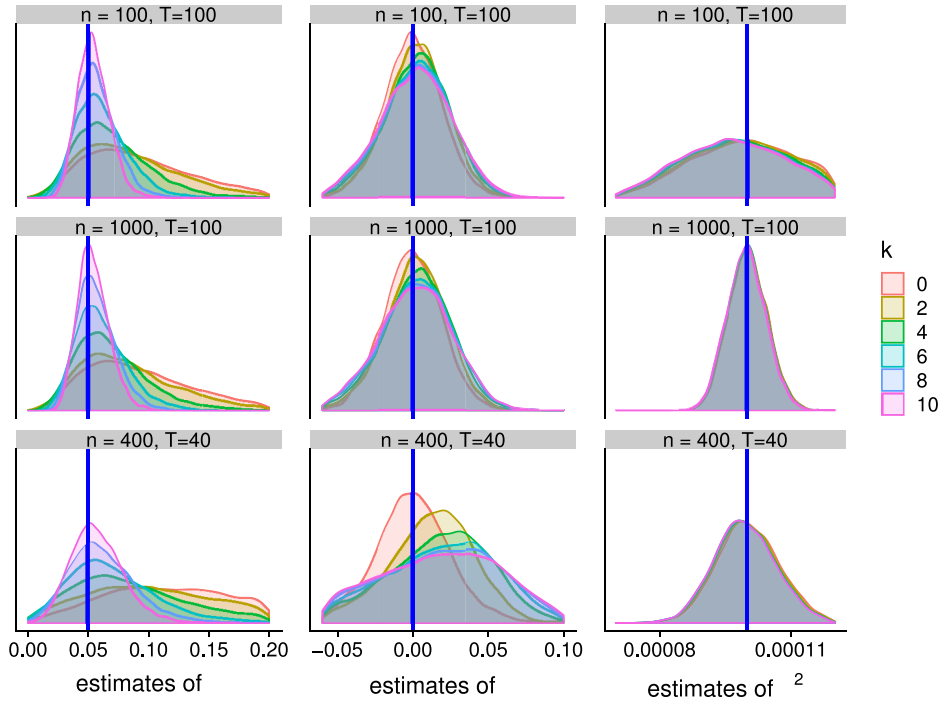 n = 100, T=100
n = 100, T=100
n = 100, T=100
n = 1000, T=100
n = 1000, T=100
n = 1000, T=100
n = 400, T=40
n = 400, T=40
n = 400, T=40
k
0
2
4
6
8
10
0.00 0.05 0.10 0.15 0.20
−0.05 0.00 0.05 0.10
0.00008 0.00011
estimates of
estimates of
estimates of 2